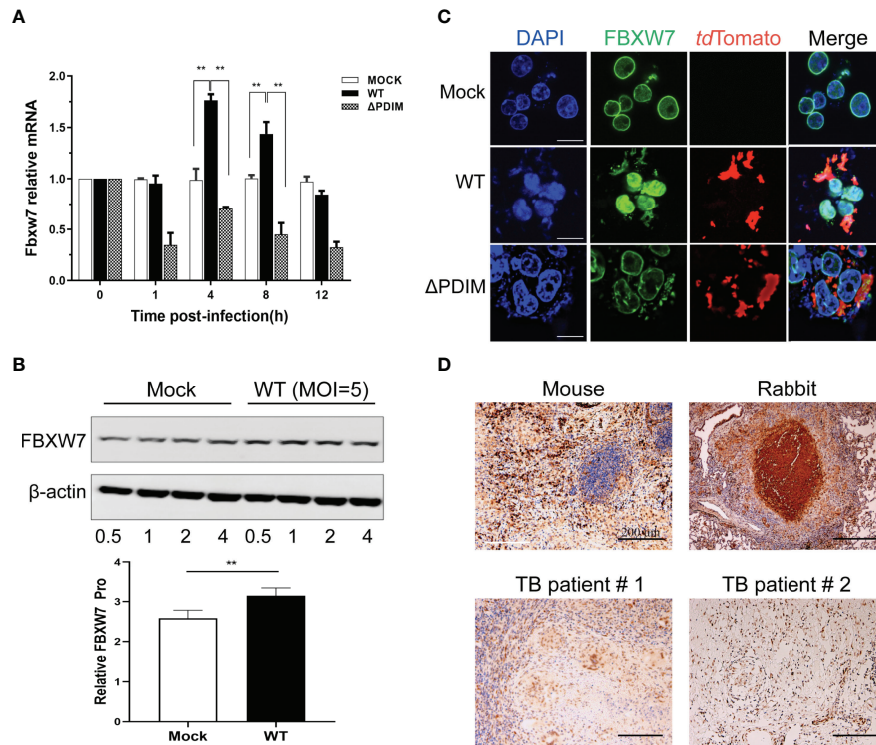 A
** ** ** **
MOCK
WT
ΔPDIM
Fbxw7 relative mRNA
2.0
1.5
1.0
0.5
0.0
0 1 4 8 12
Time post-infection(h)
B
Mock WT (MOI=5)
FBXW7
β-actin
0.5 1 2 4 0.5 1 2 4
**
Relative FBXW7 Pro
4
3
2
1
0
Mock WT
C
DAPI FBXW7 tdTomato Merge
Mock
WT
ΔPDIM
D
Mouse Rabbit
TB patient # 1 TB patient # 2